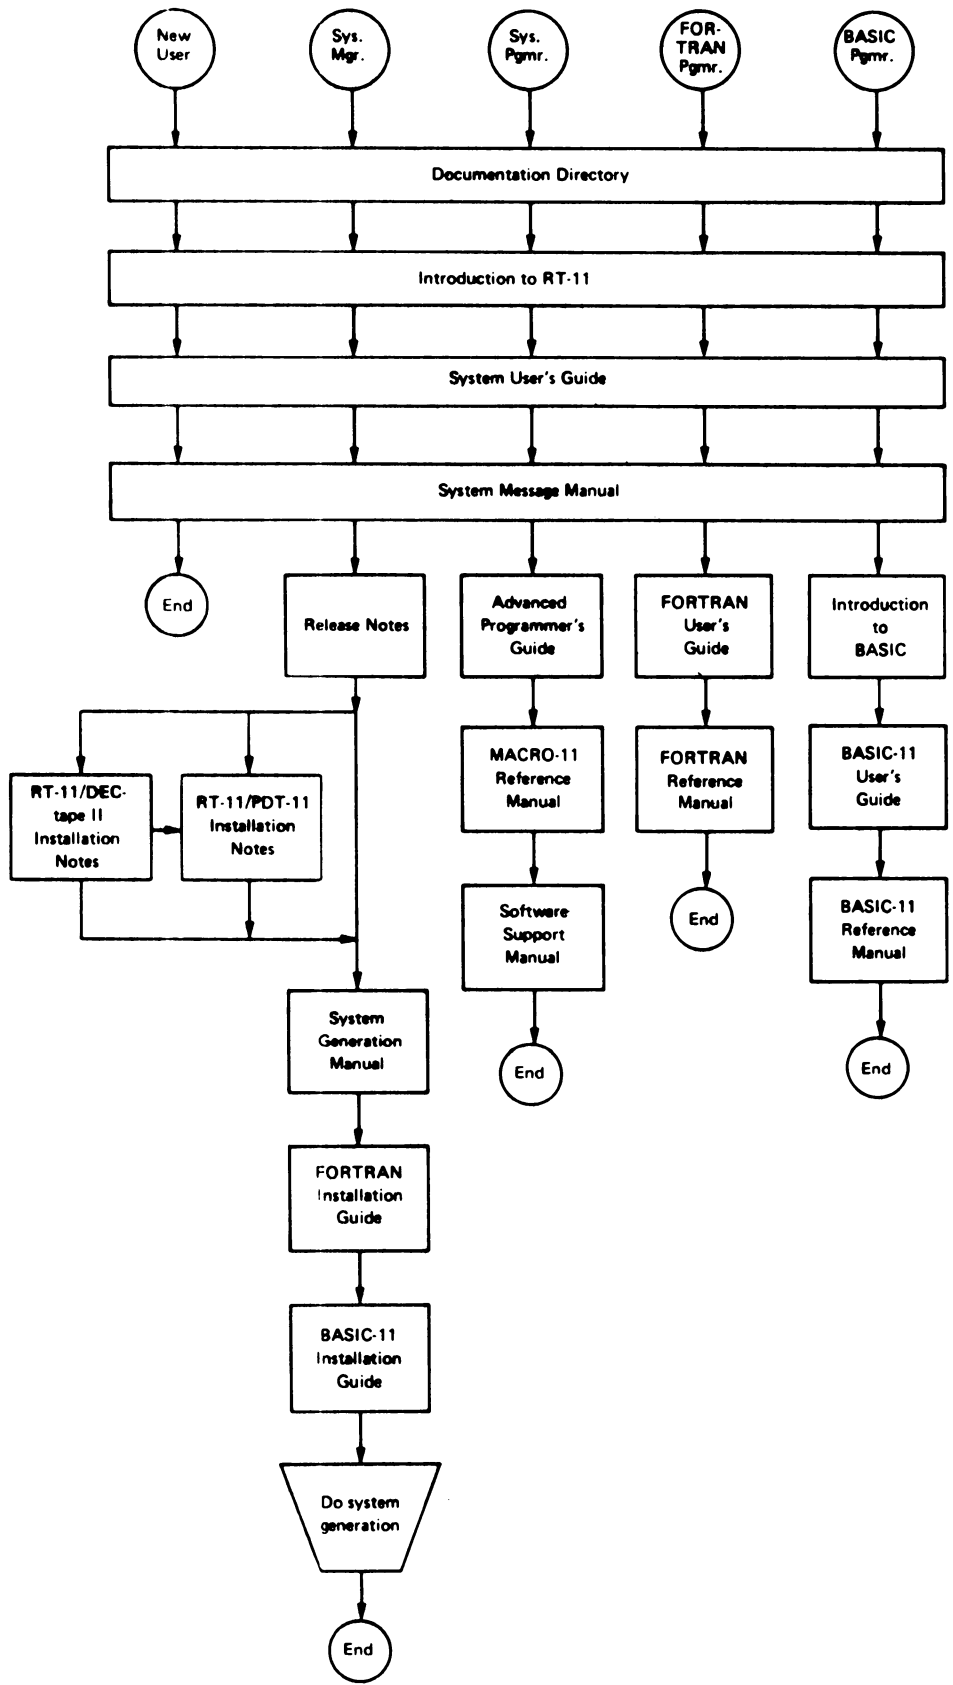 New
User
Sys.
Mgr.
Sys.
Pgmr.
FOR-
TRAN
Pgmr.
BASIC
Pgmr.
Documentation Directory
Introduction to RT-11
System User's Guide
System Message Manual
End
Release Notes
Advanced
Programmer's
Guide
FORTRAN
User's
Guide
Introduction
to
BASIC
RT-11/DEC-
tape II
Installation
Notes
RT-11/PDT-11
Installation
Notes
MACRO-11
Reference
Manual
FORTRAN
Reference
Manual
BASIC-11
User's
Guide
Software
Support
Manual
End
BASIC-11
Reference
Manual
System
Generation
Manual
End
End
FORTRAN
Installation
Guide
BASIC-11
Installation
Guide
Do system
generation
End